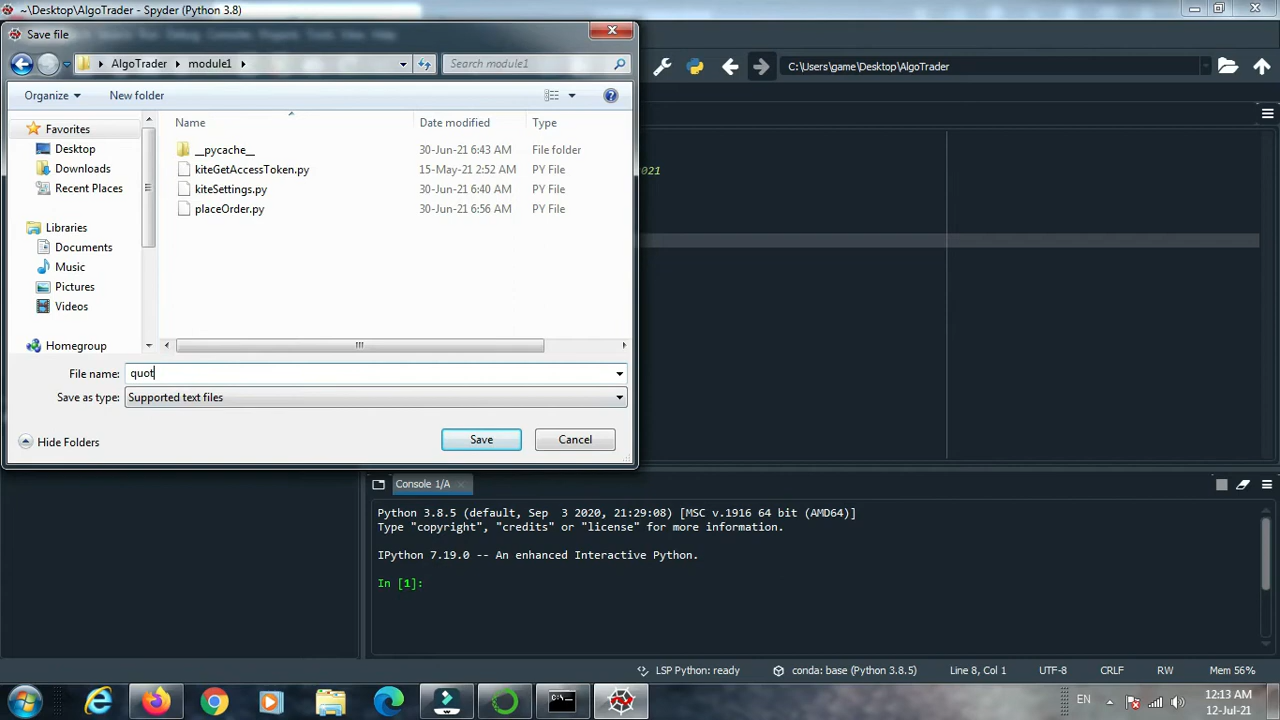 ~\Desktop\AlgoTrader - Spyder (Python 3.8)
Save file
AlgoTrader
module1
Search module1
C:\Users\game\Desktop\AlgoTrader
Organize
New folder
Favorites
Desktop
Downloads
Recent Places
Libraries
Documents
Music
Pictures
Videos
Homegroup
Name Date modified Type
__pycache__ 30-Jun-21 6:43 AM File folder
kiteGetAccessToken.py 15-May-21 2:52 AM PY File
kiteSettings.py 30-Jun-21 6:40 AM PY File
placeOrder.py 30-Jun-21 6:56 AM PY File
021
File name: quot
Save as type: Supported text files
Hide Folders
Save
Cancel
Console 1/A
Python 3.8.5 (default, Sep 3 2020, 21:29:08) [MSC v.1916 64 bit (AMD64)]
Type "copyright", "credits" or "license" for more information.
IPython 7.19.0 -- An enhanced Interactive Python.
In [1]:
LSP Python: ready
conda: base (Python 3.8.5)
Line 8, Col 1
UTF-8
CRLF
RW
Mem 56%
EN
12:13 AM
12-Jul-21